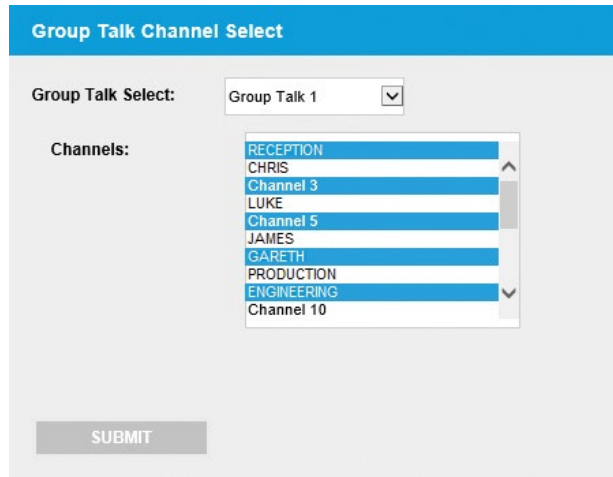 Group Talk Channel Select
Group Talk Select: Group Talk 1
Channels:
RECEPTION
CHRIS
Channel 3
LUKE
Channel 5
JAMES
GARETH
PRODUCTION
ENGINEERING
Channel 10
SUBMIT